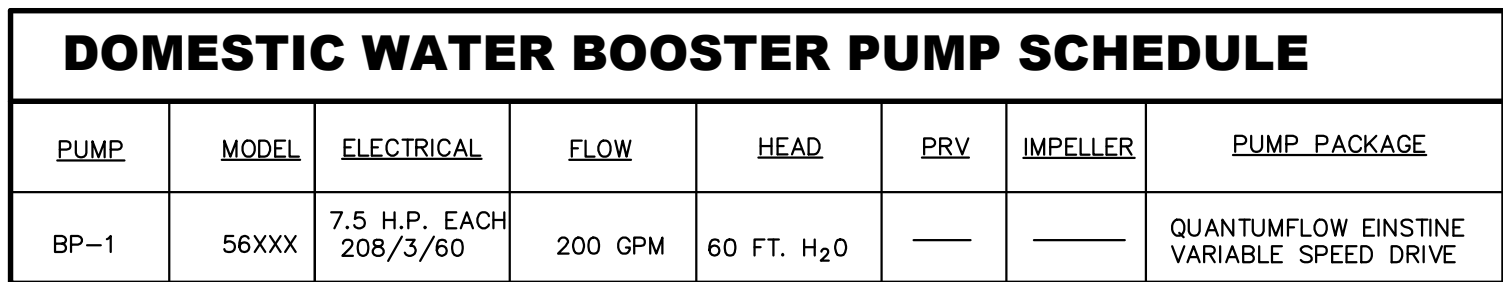 DOMESTIC WATER BOOSTER PUMP SCHEDULE
PUMP MODEL ELECTRICAL FLOW HEAD PRV IMPELLER PUMP PACKAGE
BP-1 56XXX 7.5 H.P. EACH 200 GPM 60 FT. H₂0 QUANTUMFLOW EINSTINE
208/3/60 VARIABLE SPEED DRIVE